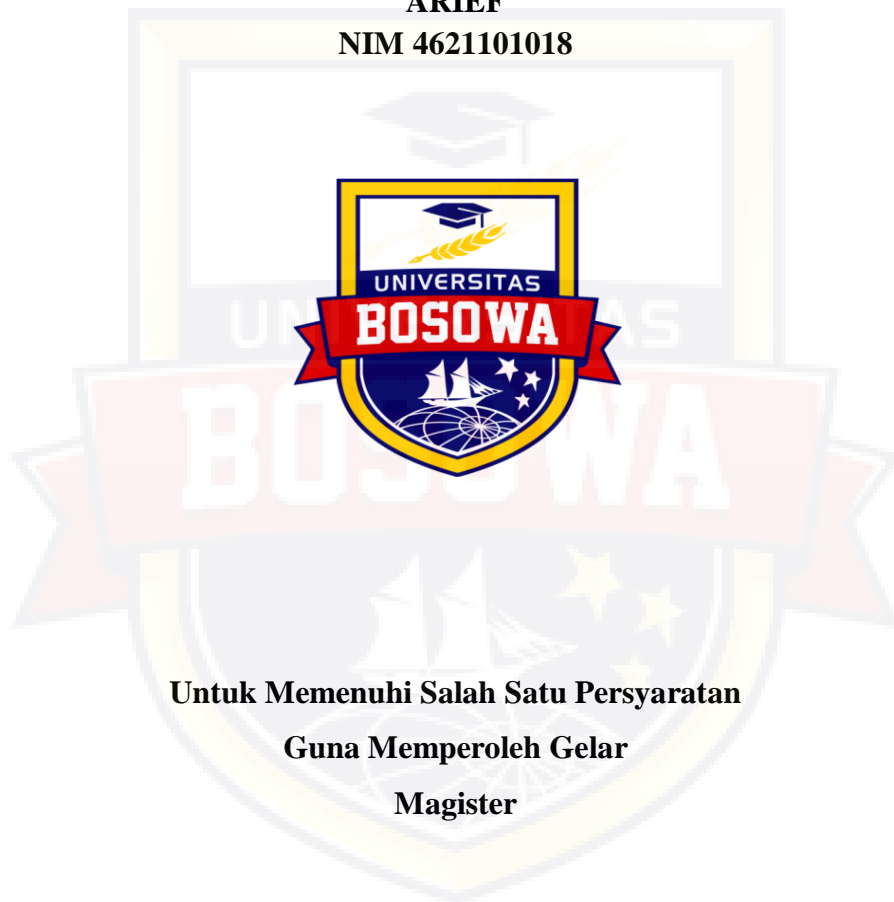 ARIEF
NIM 4621101018
UNIVERSITAS
BOSOWA
Untuk Memenuhi Salah Satu Persyaratan
Guna Memperoleh Gelar
Magister